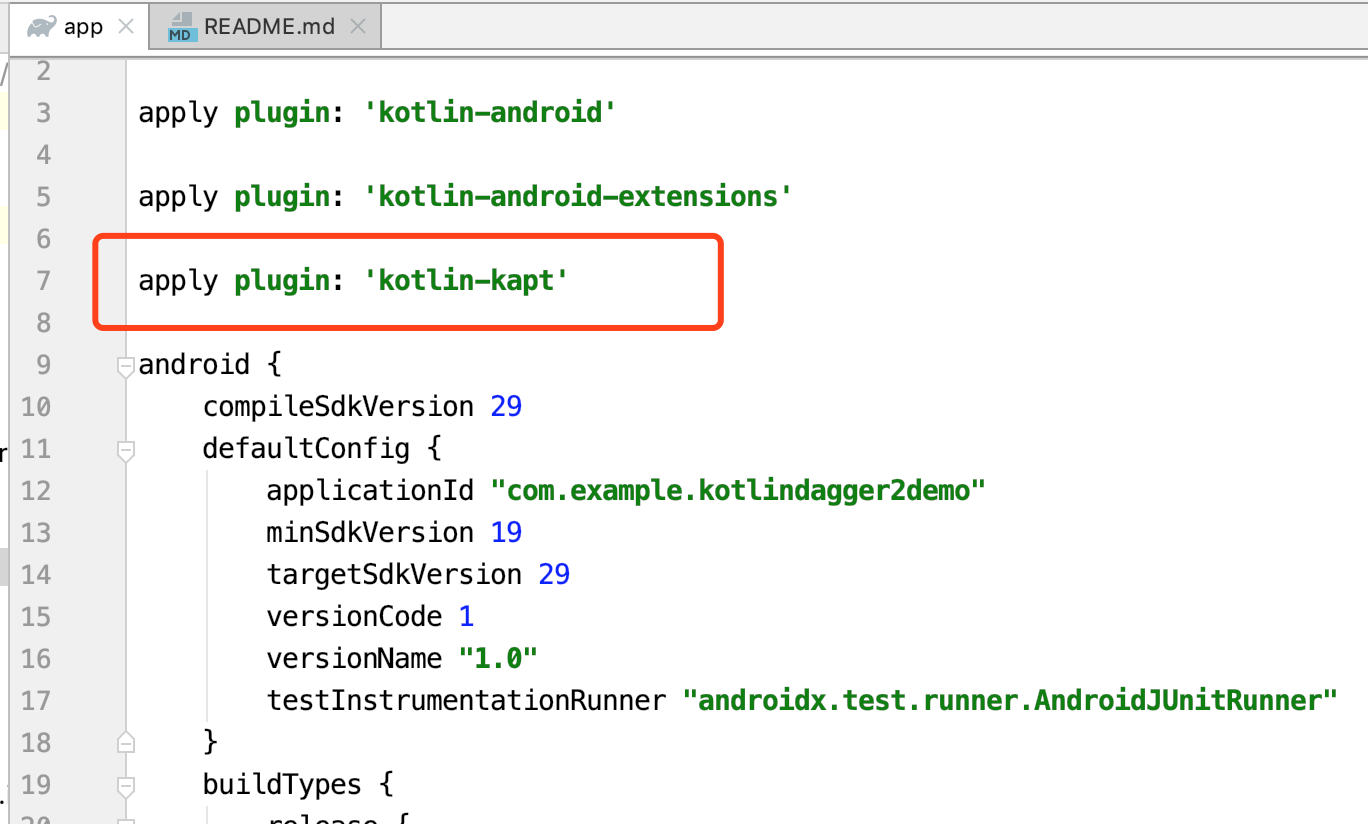 app
MD README.md
2
3 apply plugin: 'kotlin-android'
4
5 apply plugin: 'kotlin-android-extensions'
6
7 apply plugin: 'kotlin-kapt'
8
9 android {
10 compileSdkVersion 29
11 defaultConfig {
12 applicationId "com.example.kotlindagger2demo"
13 minSdkVersion 19
14 targetSdkVersion 29
15 versionCode 1
16 versionName "1.0"
17 testInstrumentationRunner "androidx.test.runner.AndroidJUnitRunner"
18 }
19 buildTypes {
20 release {